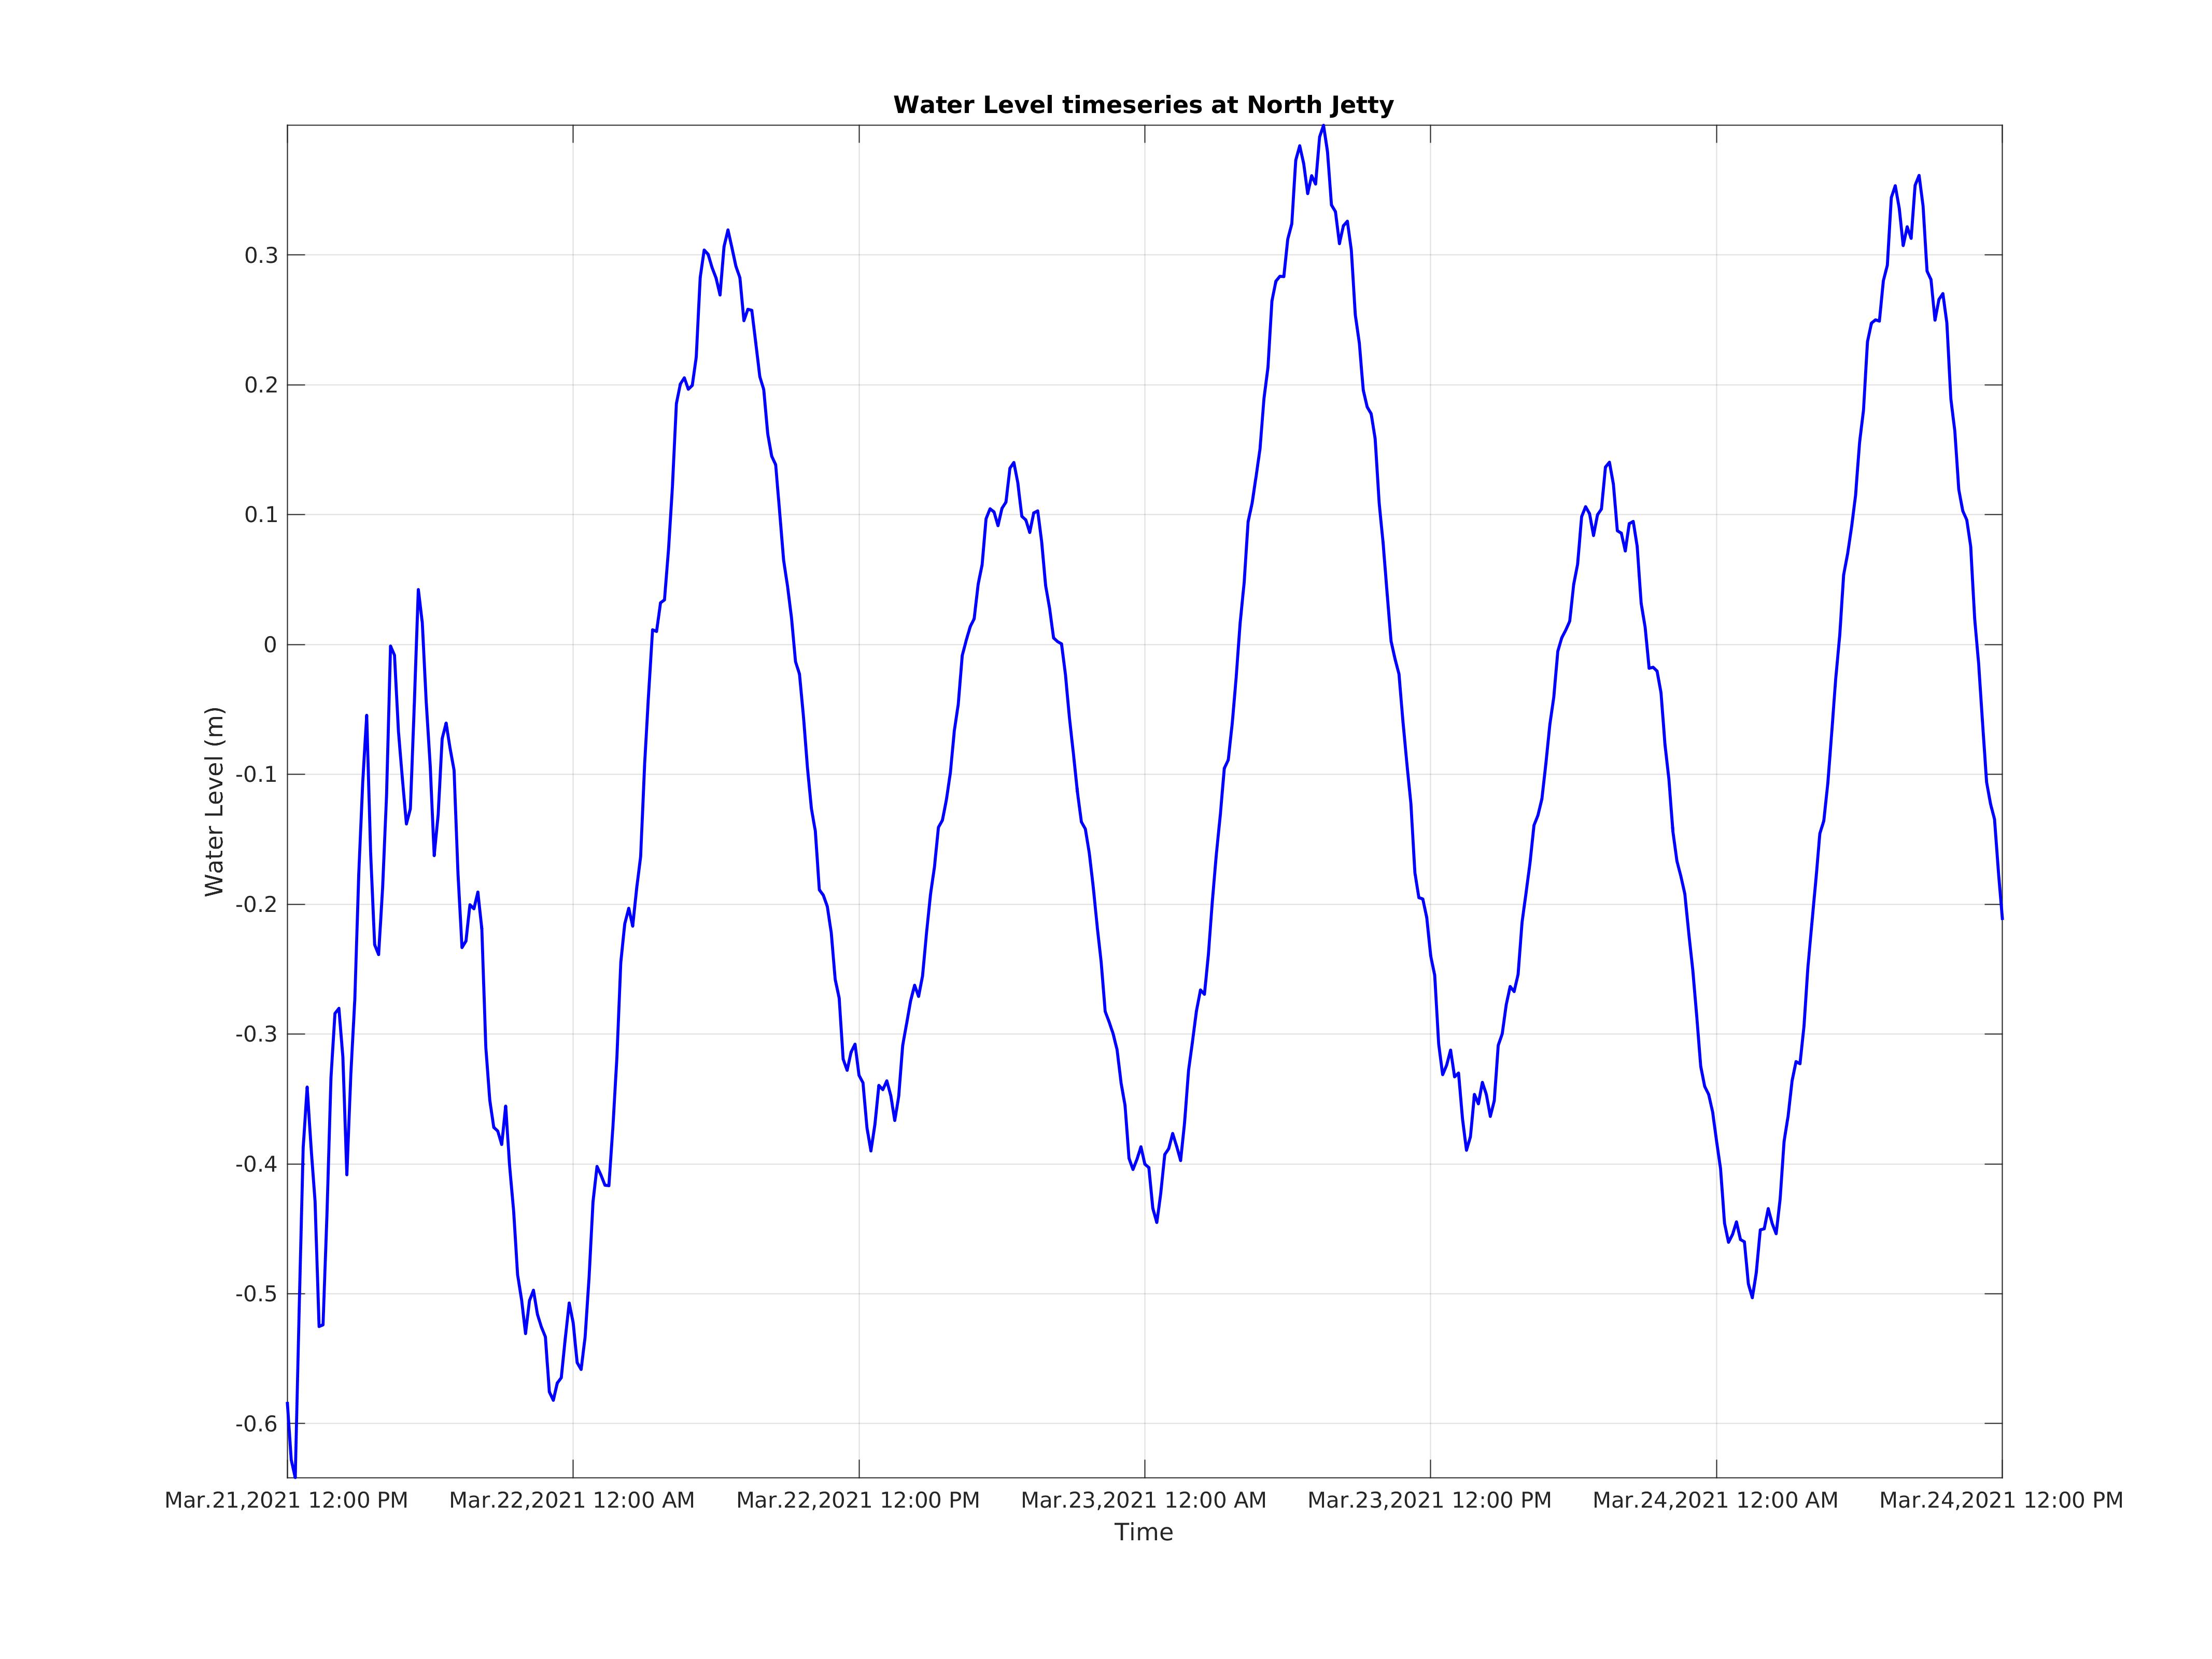 Water Level timeseries at North Jetty
0.3
0.2
0.1
0
-0.1
-0.2
-0.3
-0.4
-0.5
-0.6
Water Level (m)
Mar.21,2021 12:00 PM Mar.22,2021 12:00 AM Mar.22,2021 12:00 PM Mar.23,2021 12:00 AM Mar.23,2021 12:00 PM Mar.24,2021 12:00 AM Mar.24,2021 12:00 PM
Time